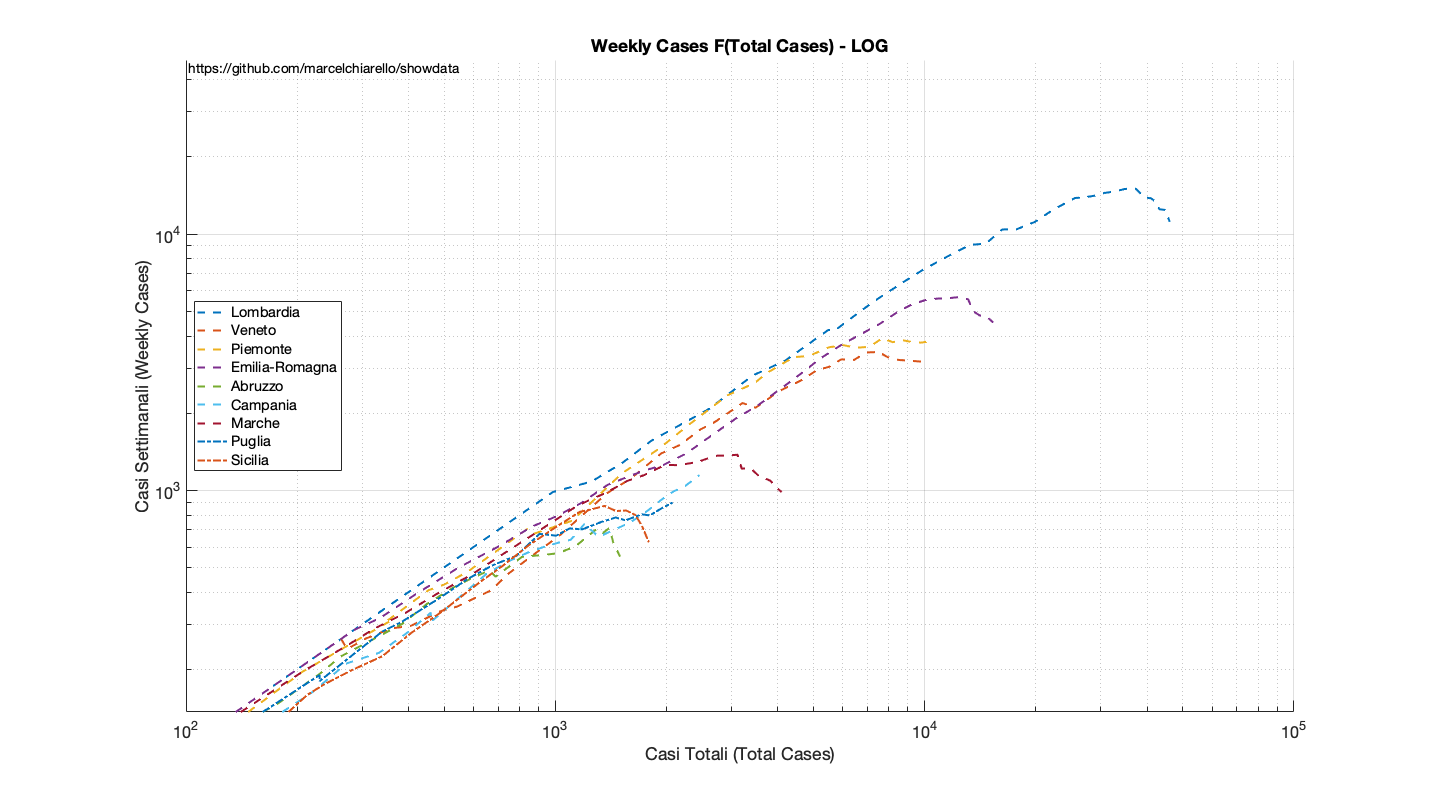 Weekly Cases F(Total Cases) - LOG
https://github.com/marcelchiarello/showdata
Casi Settimanali (Weekly Cases)
10^4
10^3
Lombardia
Veneto
Piemonte
Emilia-Romagna
Abruzzo
Campania
Marche
Puglia
Sicilia
10^2 10^3 10^4 10^5
Casi Totali (Total Cases)